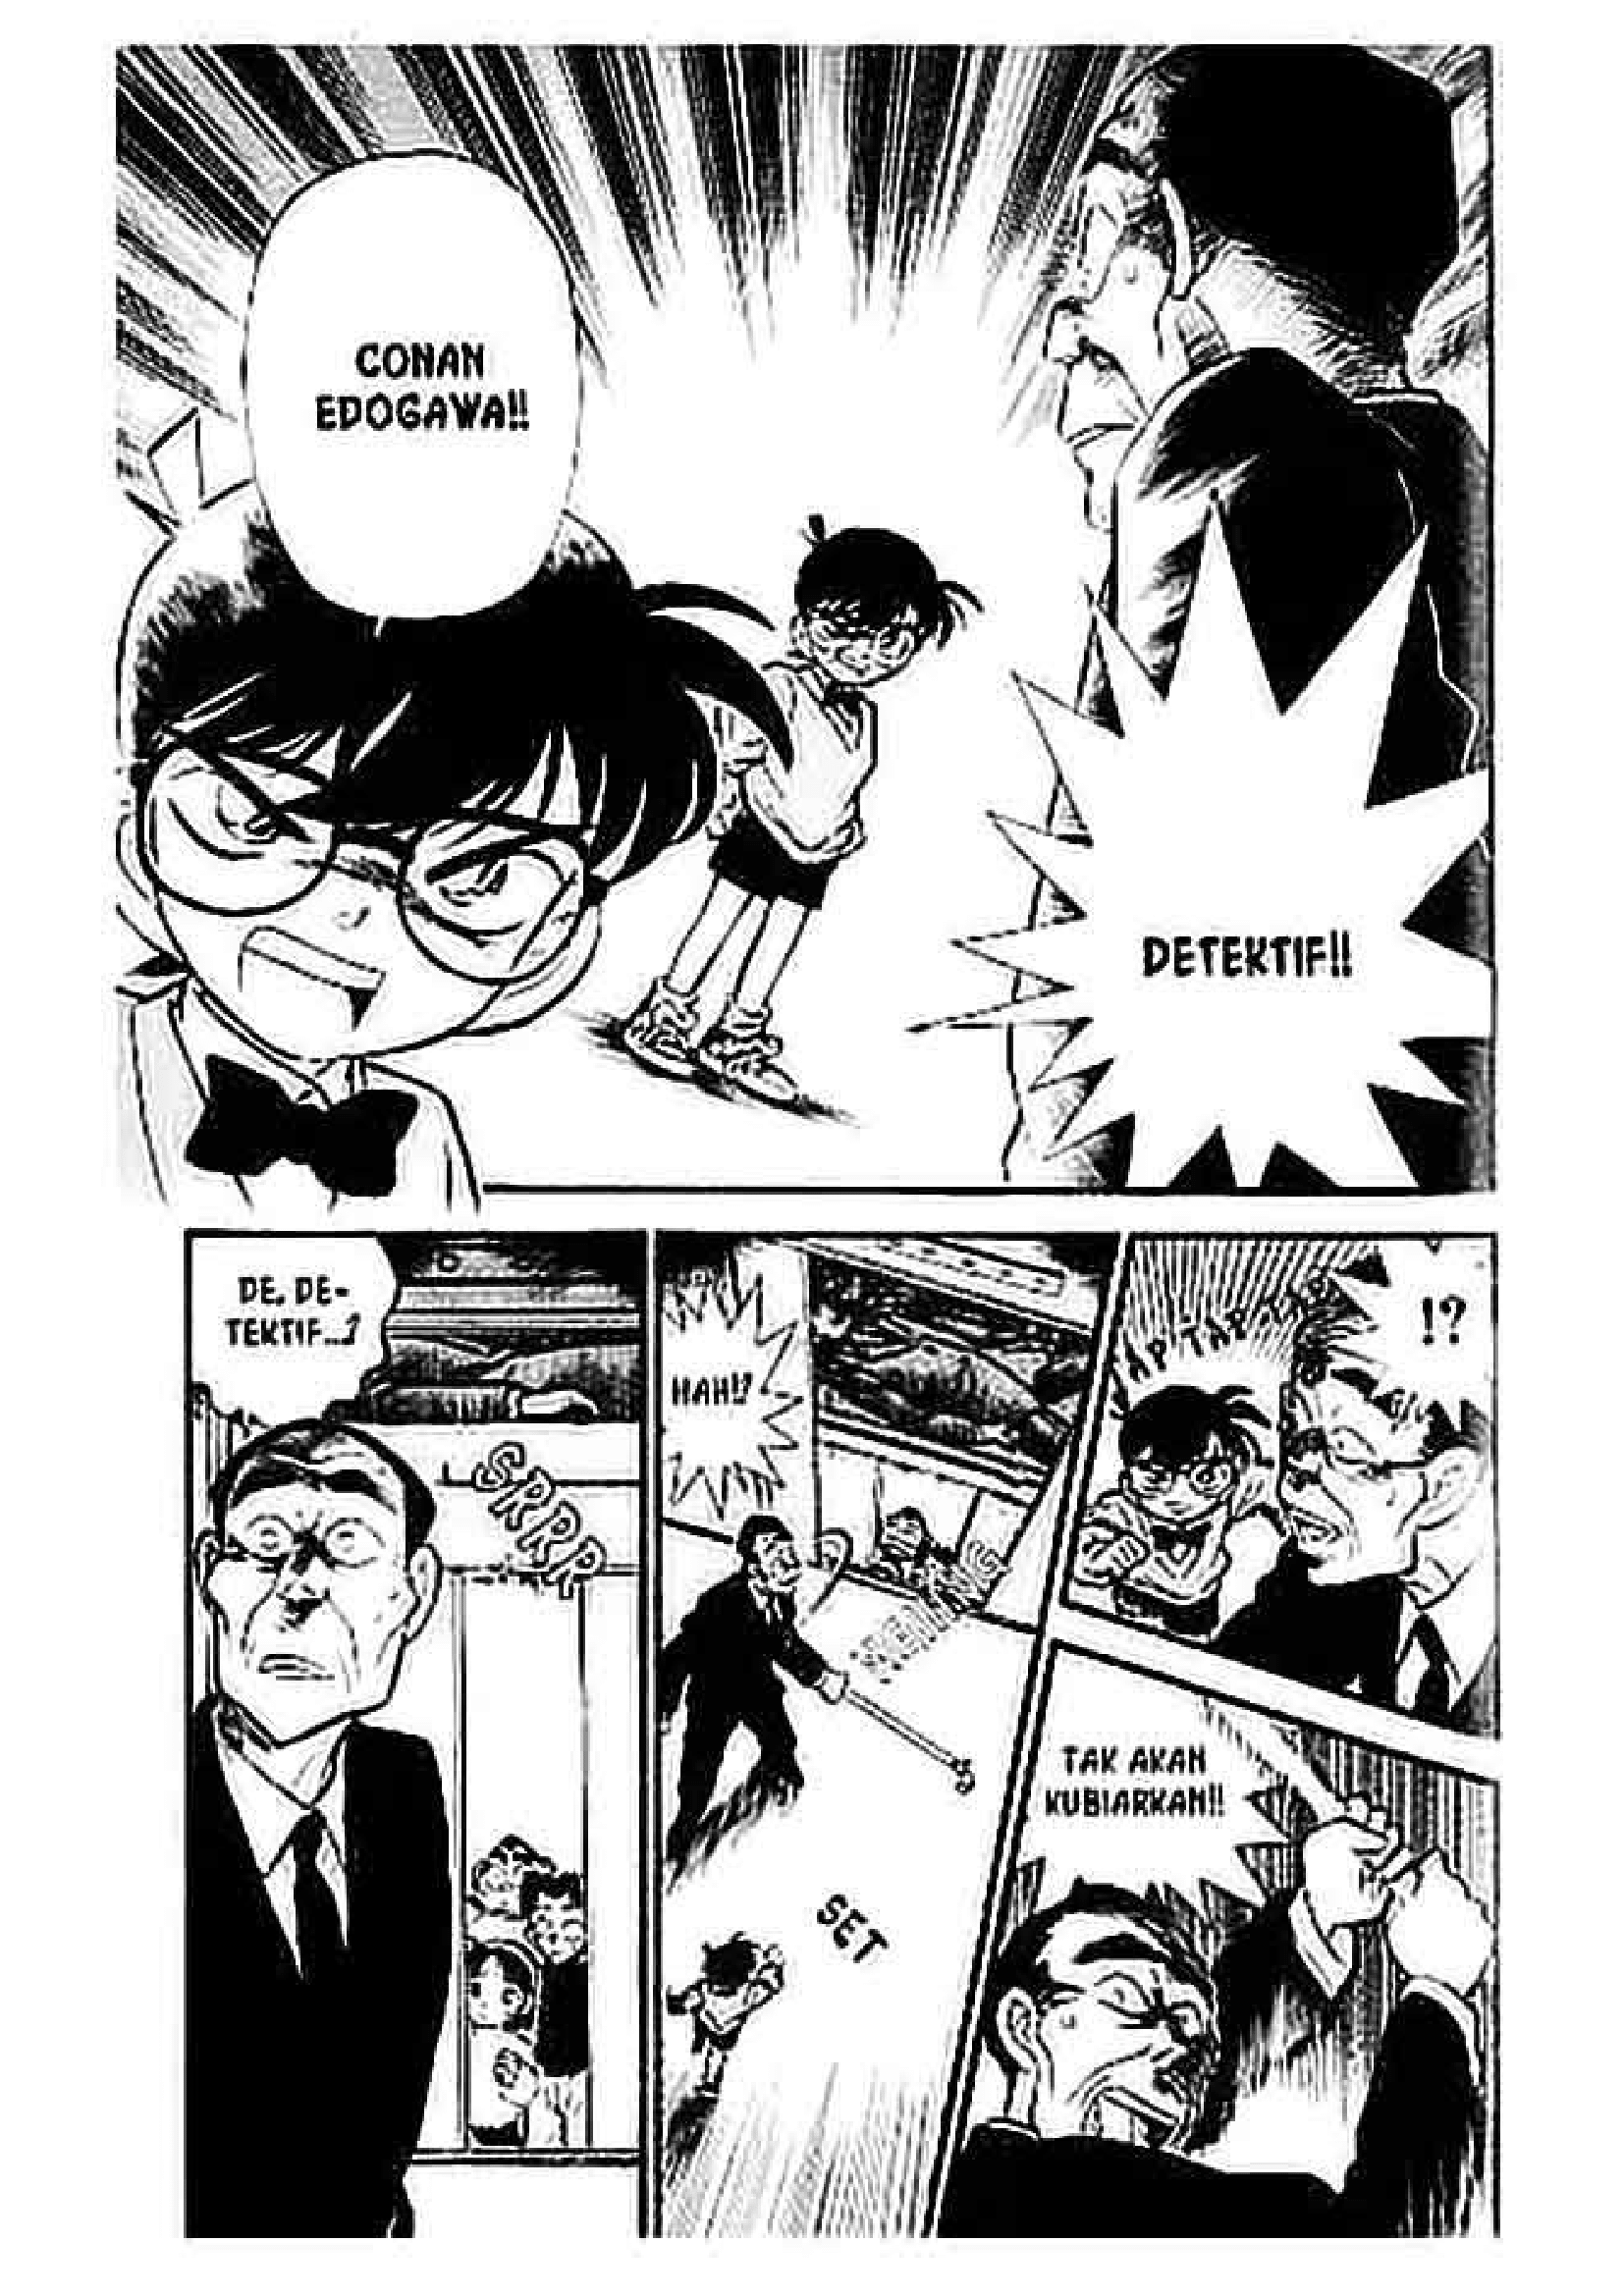 CONAN
EDOGAWA!!
DETEKTIF!!
DE, DE-
TEKTIF...?
SRRR
HAH!?
SET
!?
TAK AKAN
KUBIARKAN!!